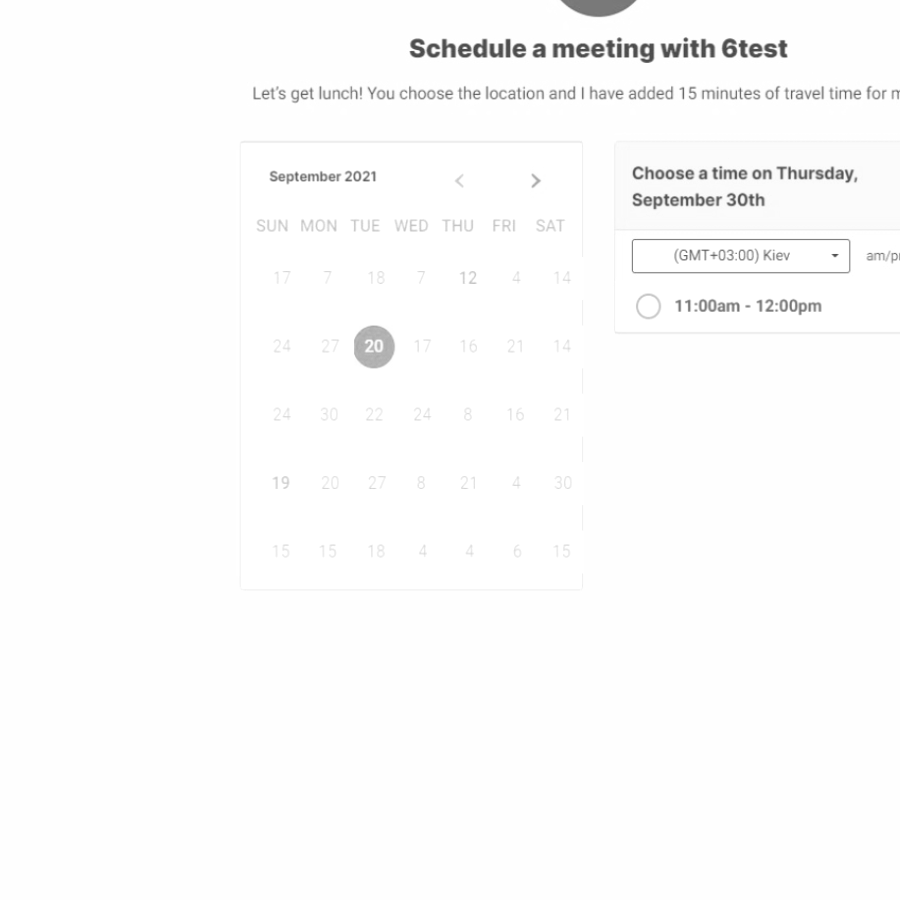 Schedule a meeting with 6test
Let's get lunch! You choose the location and I have added 15 minutes of travel time for
September 2021
SUN MON TUE WED THU FRI SAT
17 7 18 7 12 4 14
24 27 20 17 16 21 14
24 30 22 24 8 16 21
19 20 27 8 21 4 30
15 15 18 4 4 6 15
Choose a time on Thursday,
September 30th
(GMT+03:00) Kiev
11:00am - 12:00pm